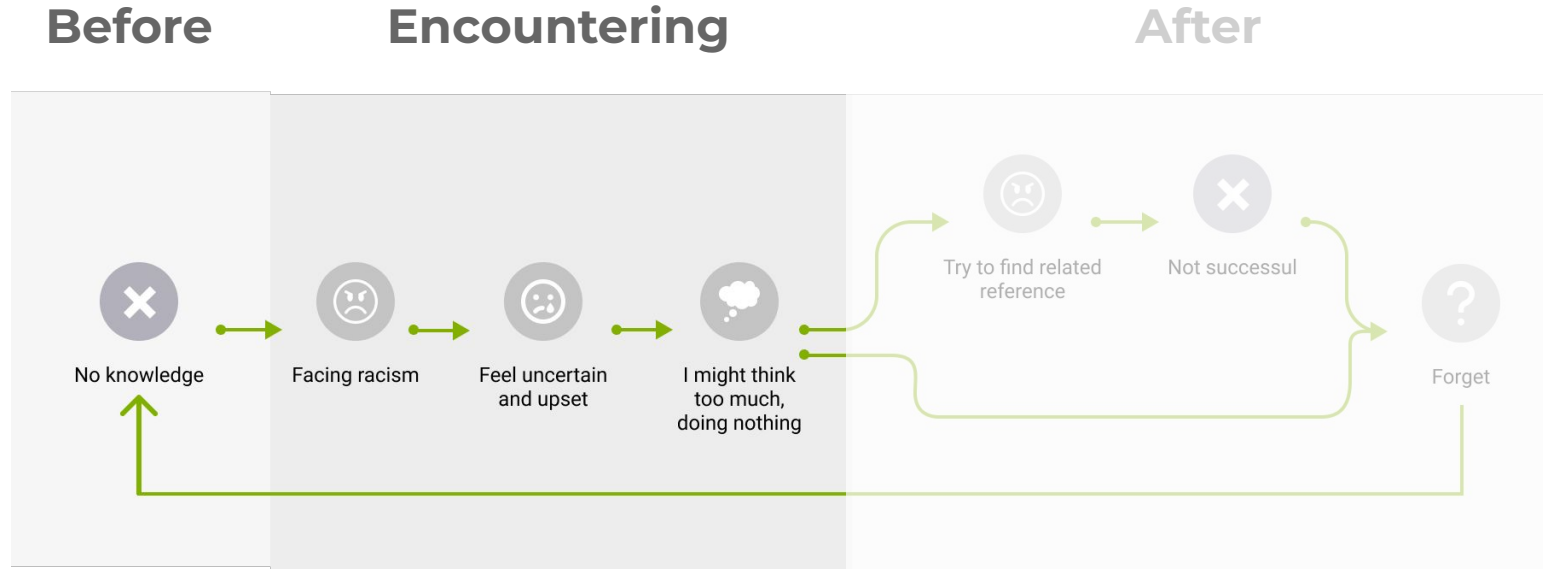 Before
Encountering
After
No knowledge
Facing racism
Feel uncertain
and upset
I might think
too much,
doing nothing
Try to find related
reference
Not successul
Forget